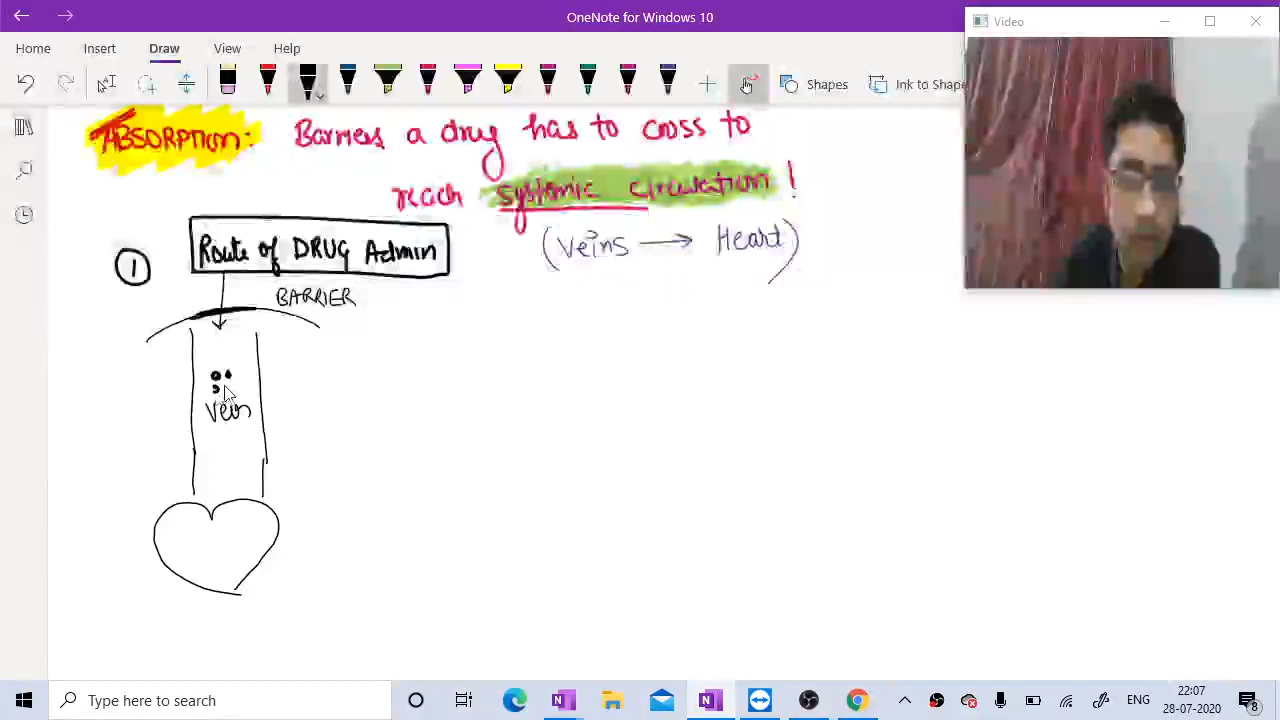 OneNote for Windows 10
Video
Home Insert Draw View Help
Shapes Ink to Shape
ABSORPTION: Barriers a drug has to cross to
reach systemic circulation!
(Veins → Heart)
① Route of DRUG Admin
BARRIER
Vein
Type here to search
ENG
22:07
28-07-2020
8